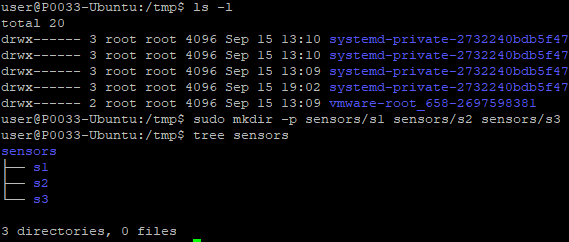 user@P0033-Ubuntu:/tmp$ ls -l
total 20
drwx------ 3 root root 4096 Sep 15 13:10 systemd-private-2732240bdb5f47
drwx------ 3 root root 4096 Sep 15 13:10 systemd-private-2732240bdb5f47
drwx------ 3 root root 4096 Sep 15 13:09 systemd-private-2732240bdb5f47
drwx------ 3 root root 4096 Sep 15 19:02 systemd-private-2732240bdb5f47
drwx------ 2 root root 4096 Sep 15 13:09 vmware-root_658-2697598381
user@P0033-Ubuntu:/tmp$ sudo mkdir -p sensors/s1 sensors/s2 sensors/s3
user@P0033-Ubuntu:/tmp$ tree sensors
sensors
├── s1
├── s2
└── s3
3 directories, 0 files